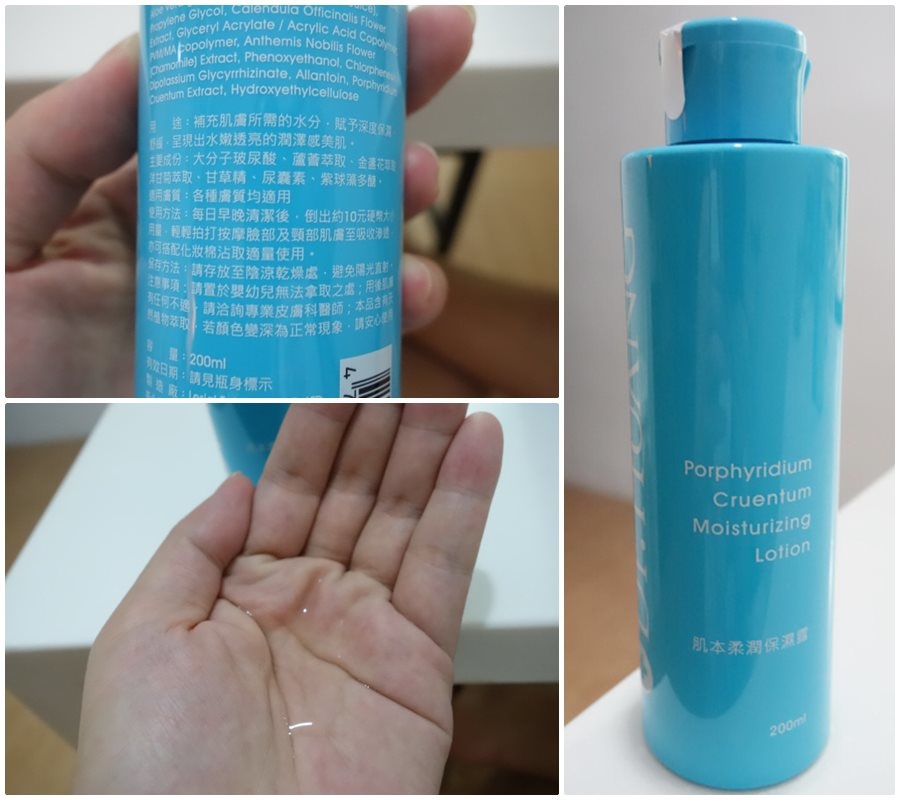 Propylene Glycol, Calendula Officinalis Flower
Extract, Glyceryl Acrylate / Acrylic Acid Copolymer,
PVM/MA copolymer, Anthemis Nobilis Flower
(Chamomile) Extract, Phenoxyethanol,
Dipotassium Glycyrrhizinate, Allantoin, Porphyridium
Cruentum Extract, Hydroxyethylcellulose
用 途：補充肌膚所需的水分，賦予深度保濕、
舒緩，呈現出水嫩透亮的潤澤感美肌。
主要成份：大分子玻尿酸、蘆薈萃取、金盞花萃取
洋甘菊萃取、甘草精、尿囊素、紫球藻多醣。
適用膚質：各種膚質均適用
使用方法：每日早晚清潔後，倒出約10元硬幣大小
用量，輕輕拍打按摩臉部及頸部肌膚至吸收滲透，
亦可搭配化妝棉沾取適量使用。
保存方法：請存放至陰涼乾燥處，避免陽光直射。
注意事項：請置於嬰幼兒無法拿取之處；用後肌膚
有任何不適，請洽詢專業皮膚科醫師；本品含有天
然植物萃取，若顏色變深為正常現象，請安心使用
容 量：200ml
有效日期：請見瓶身標示
製造廠：
Porphyridium
Cruentum
Moisturizing
Lotion
肌本柔潤保濕露
200ml